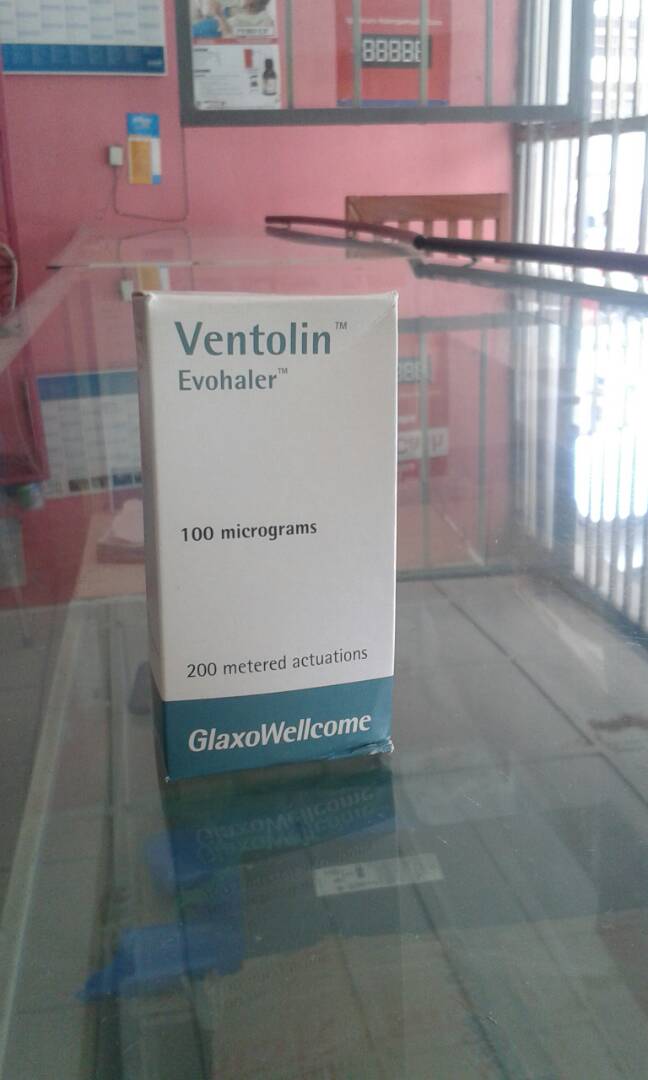 Ventolin™
Evohaler™
100 micrograms
200 metered actuations
GlaxoWellcome